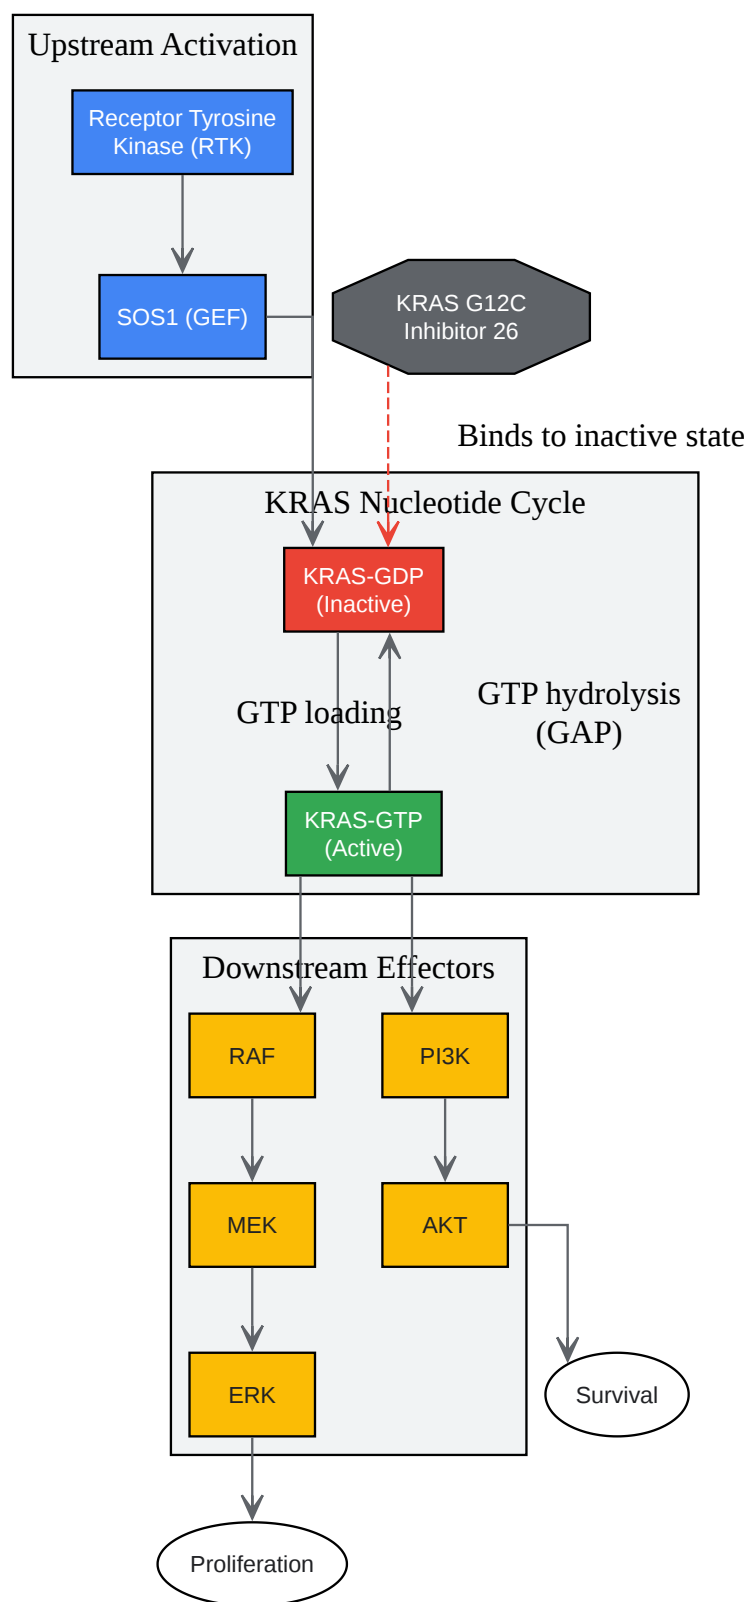 Upstream Activation
Receptor Tyrosine
Kinase (RTK)
SOS1 (GEF)
KRAS G12C
Inhibitor 26
Binds to inactive state
KRAS Nucleotide Cycle
KRAS-GDP
(Inactive)
GTP loading
GTP hydrolysis
(GAP)
KRAS-GTP
(Active)
Downstream Effectors
RAF
PI3K
MEK
AKT
ERK
Survival
Proliferation